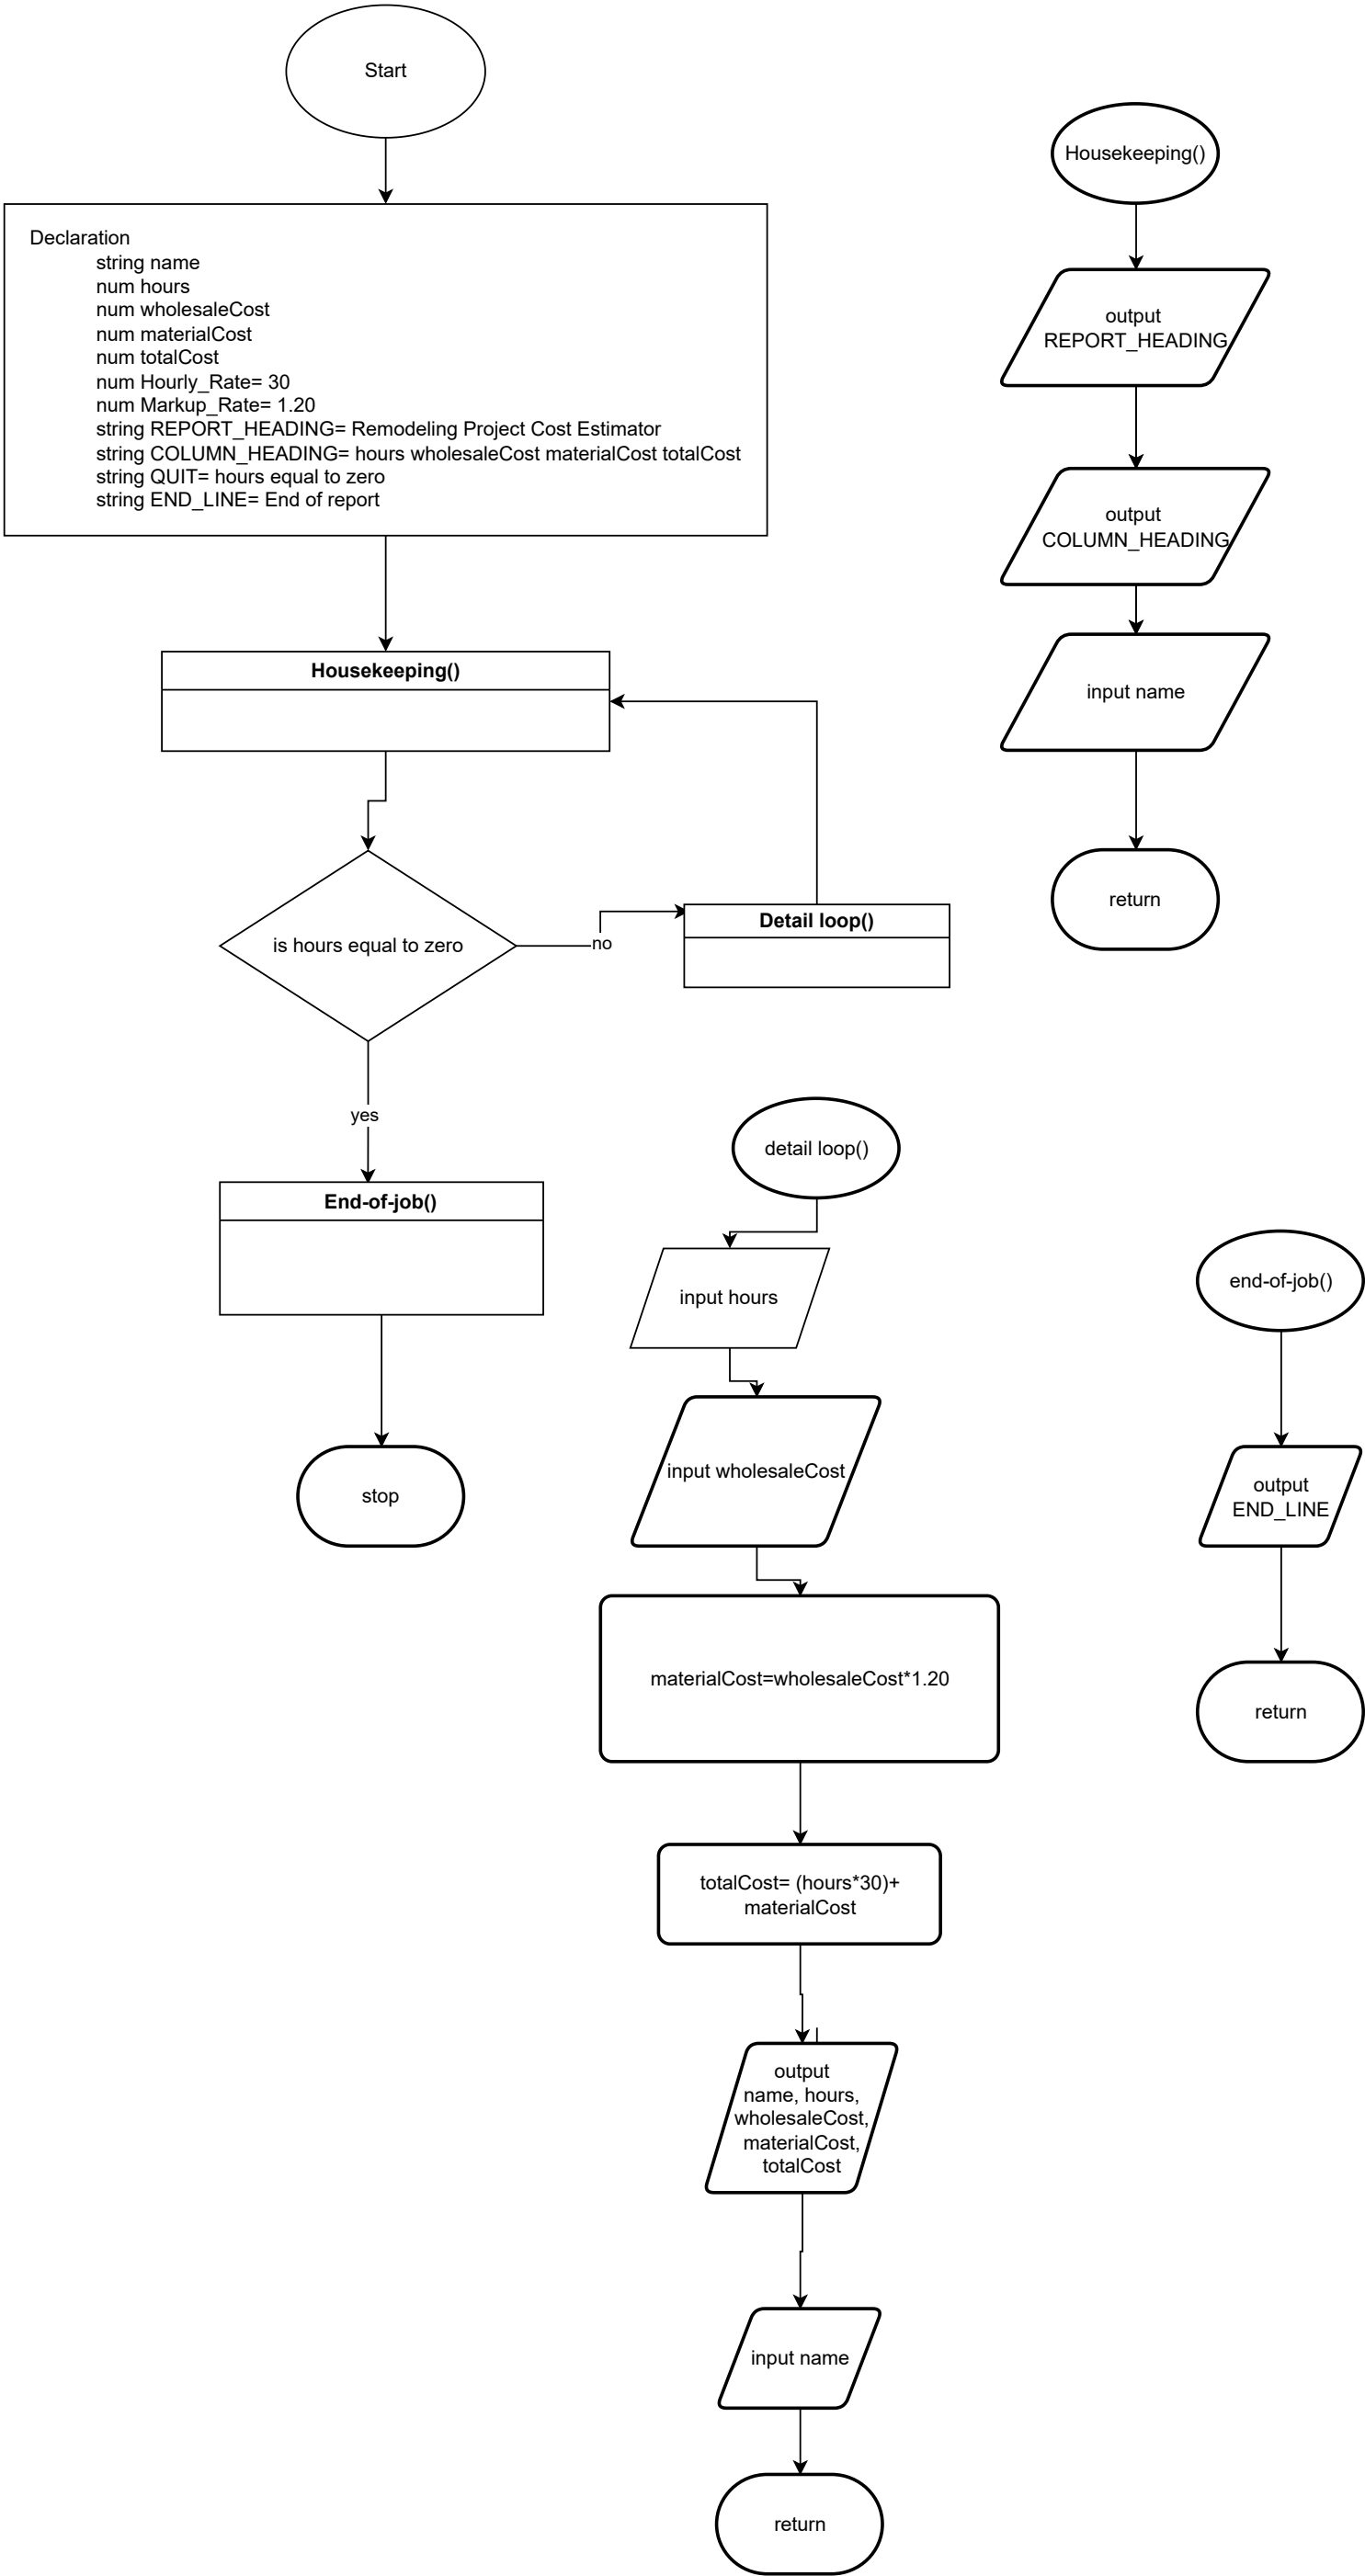 Start
Declaration
string name
num hours
num wholesaleCost
num materialCost
num totalCost
num Hourly_Rate= 30
num Markup_Rate= 1.20
string REPORT_HEADING= Remodeling Project Cost Estimator
string COLUMN_HEADING= hours wholesaleCost materialCost totalCost
string QUIT= hours equal to zero
string END_LINE= End of report
Housekeeping()
is hours equal to zero
no
Detail loop()
yes
End-of-job()
stop
Housekeeping()
output
REPORT_HEADING
output
COLUMN_HEADING
input name
return
detail loop()
input hours
input wholesaleCost
materialCost=wholesaleCost*1.20
totalCost= (hours*30)+
materialCost
output
name, hours,
wholesaleCost,
materialCost,
totalCost
input name
return
end-of-job()
output
END_LINE
return